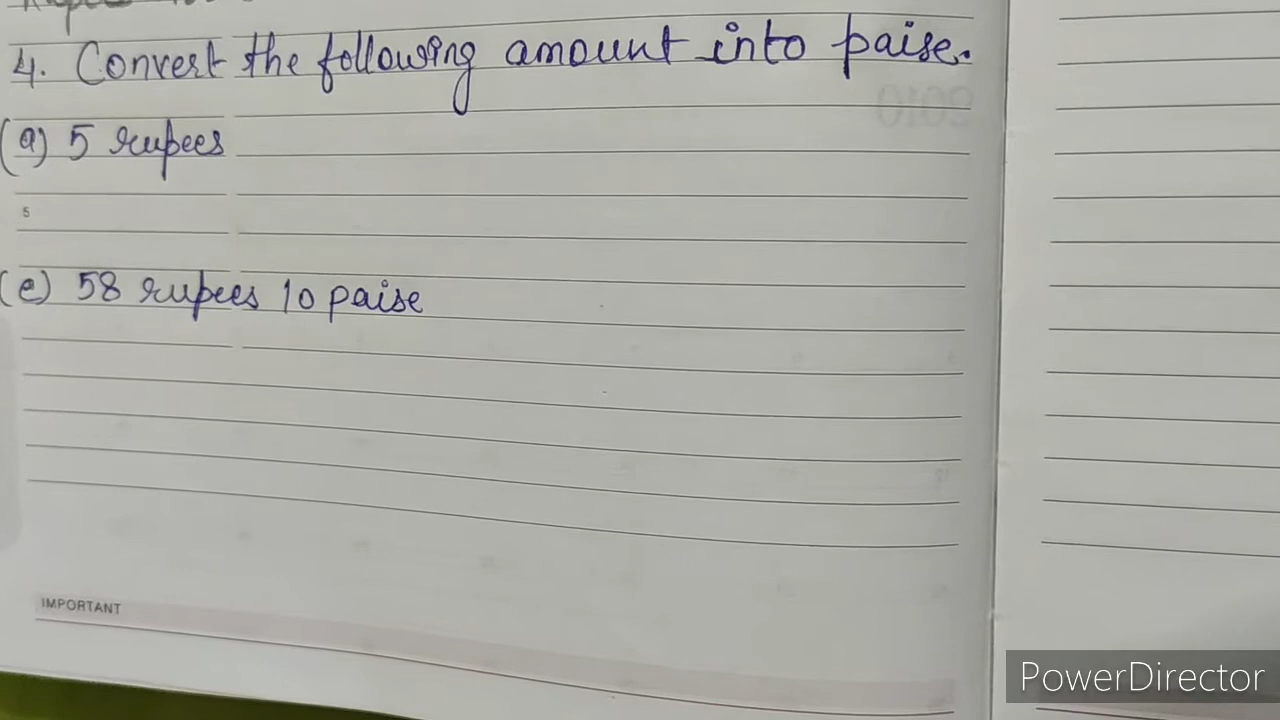 4. Convert the following amount into paise.
(a) 5 rupees
5
(e) 58 rupees 10 paise
IMPORTANT
PowerDirector